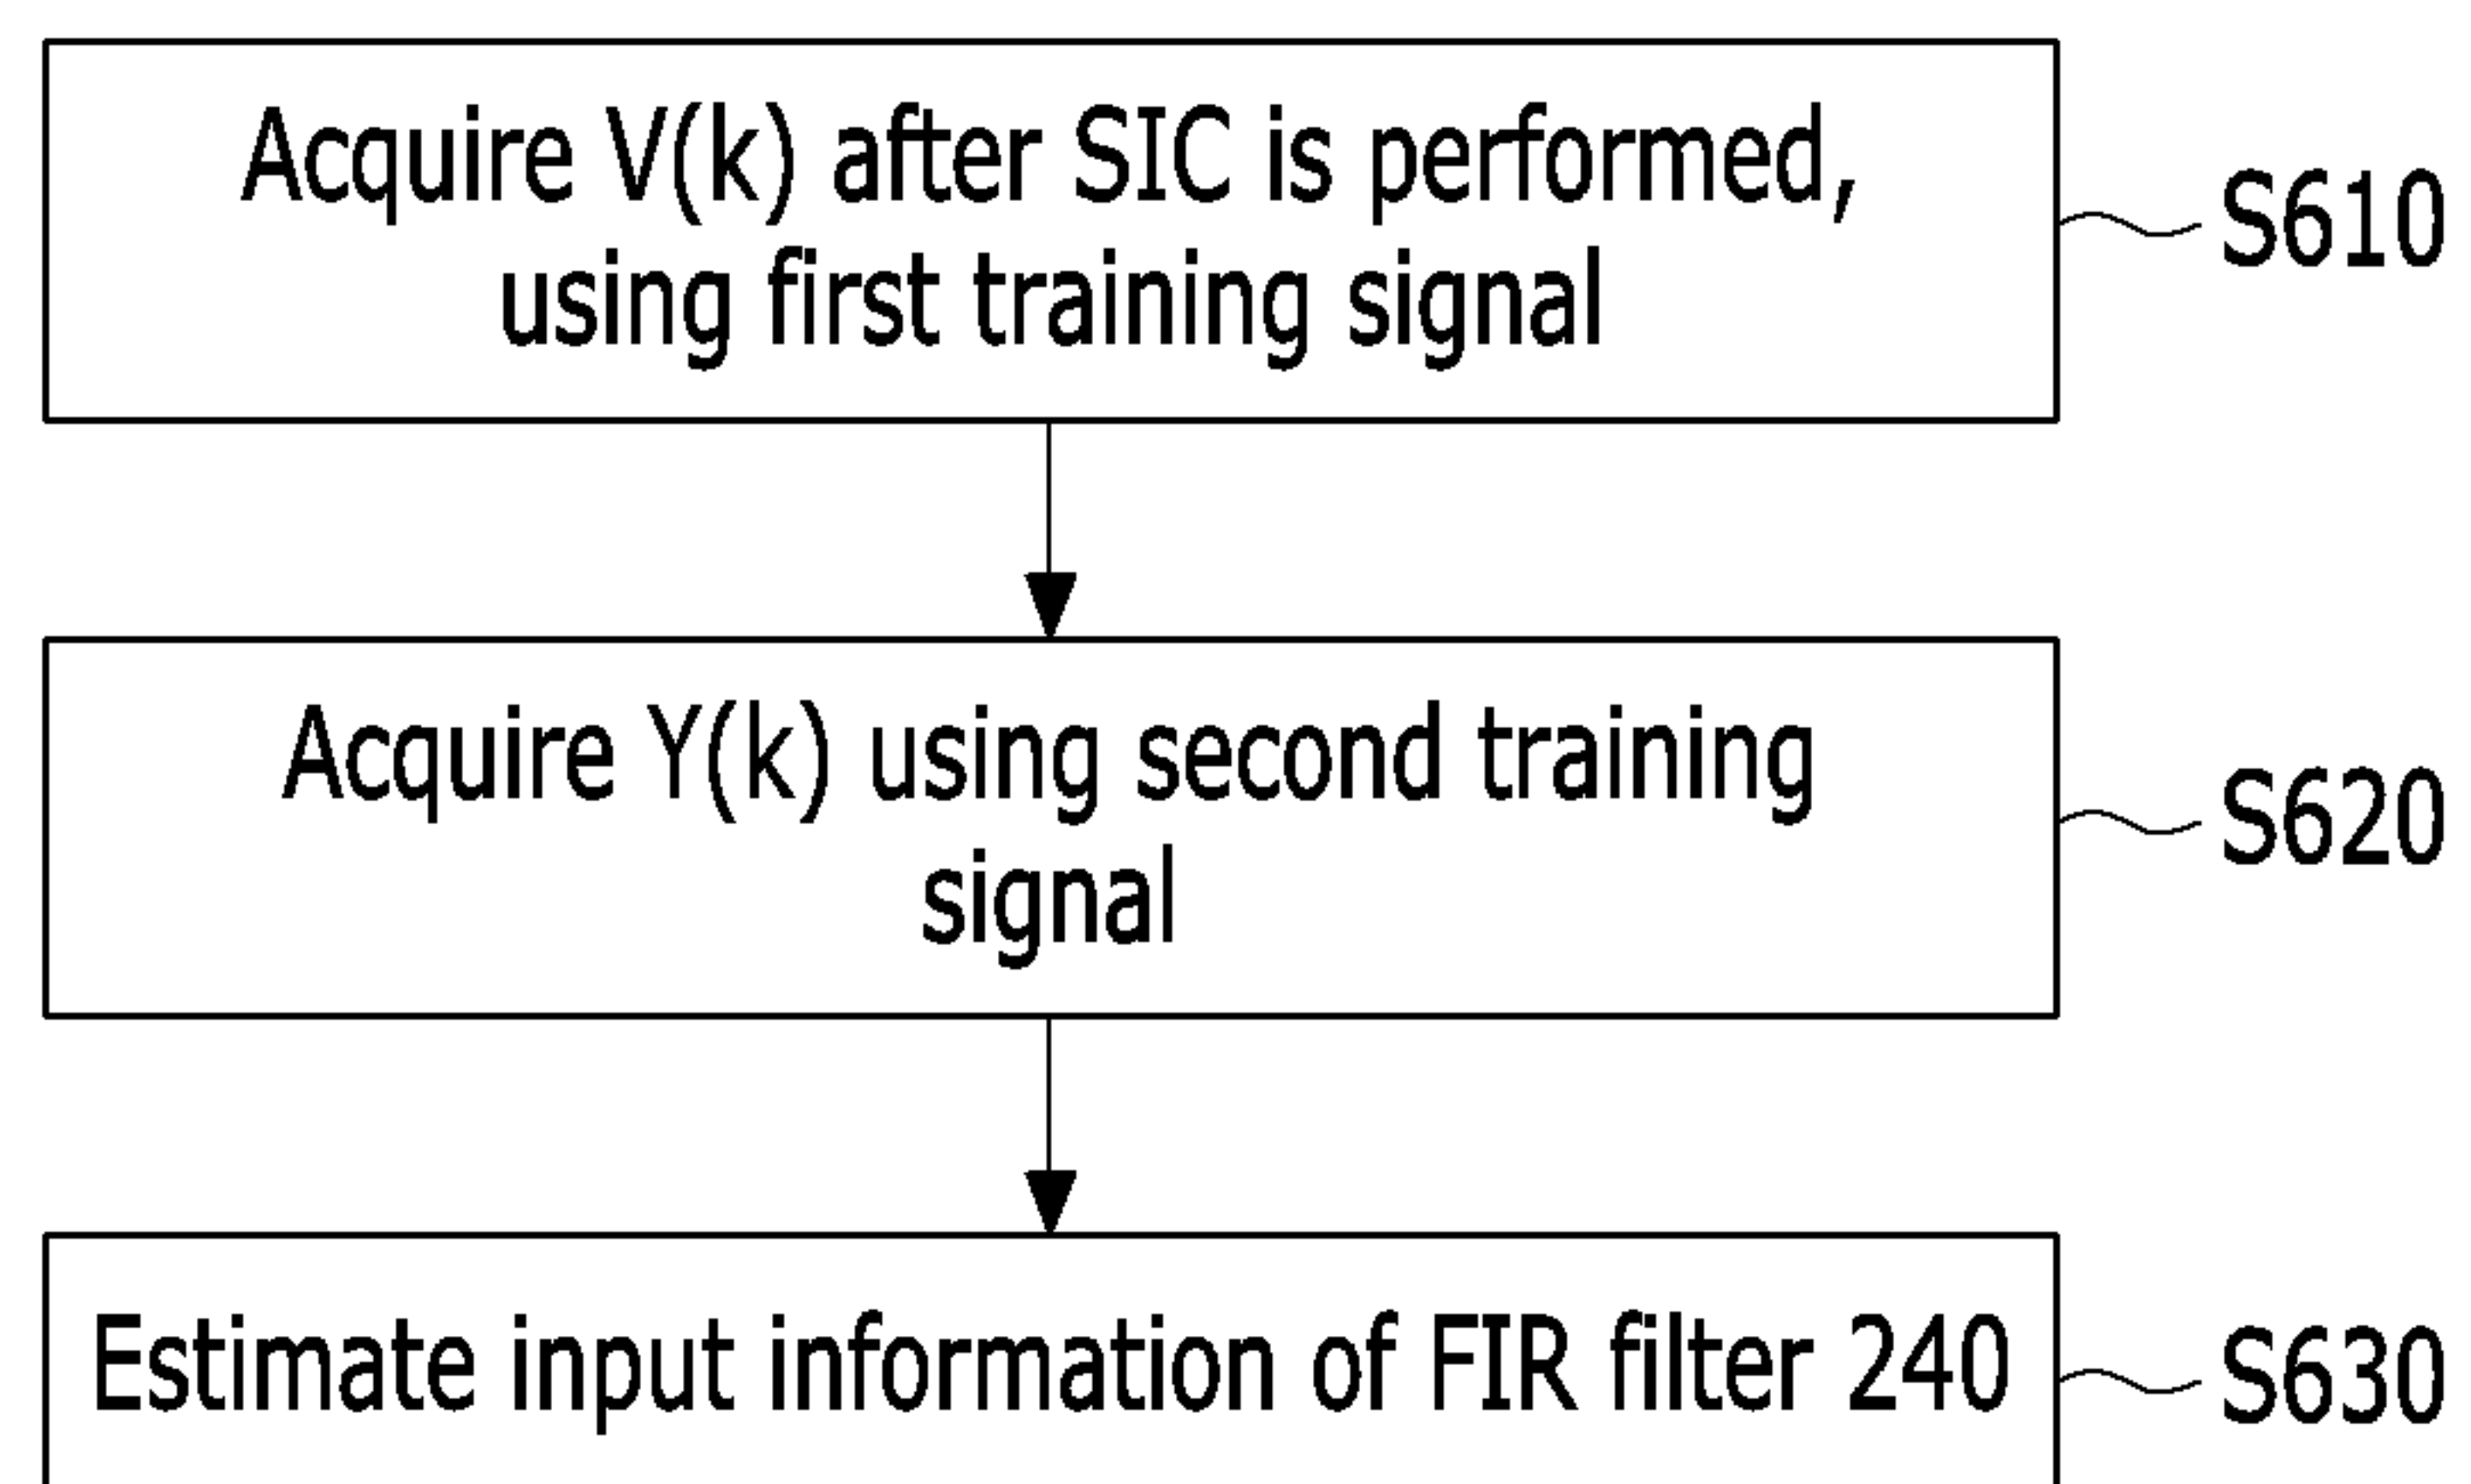 Acquire V(k) after SIC is performed,
using first training signal
S610
Acquire Y(k) using second training
signal
S620
Estimate input information of FIR filter 240
S630